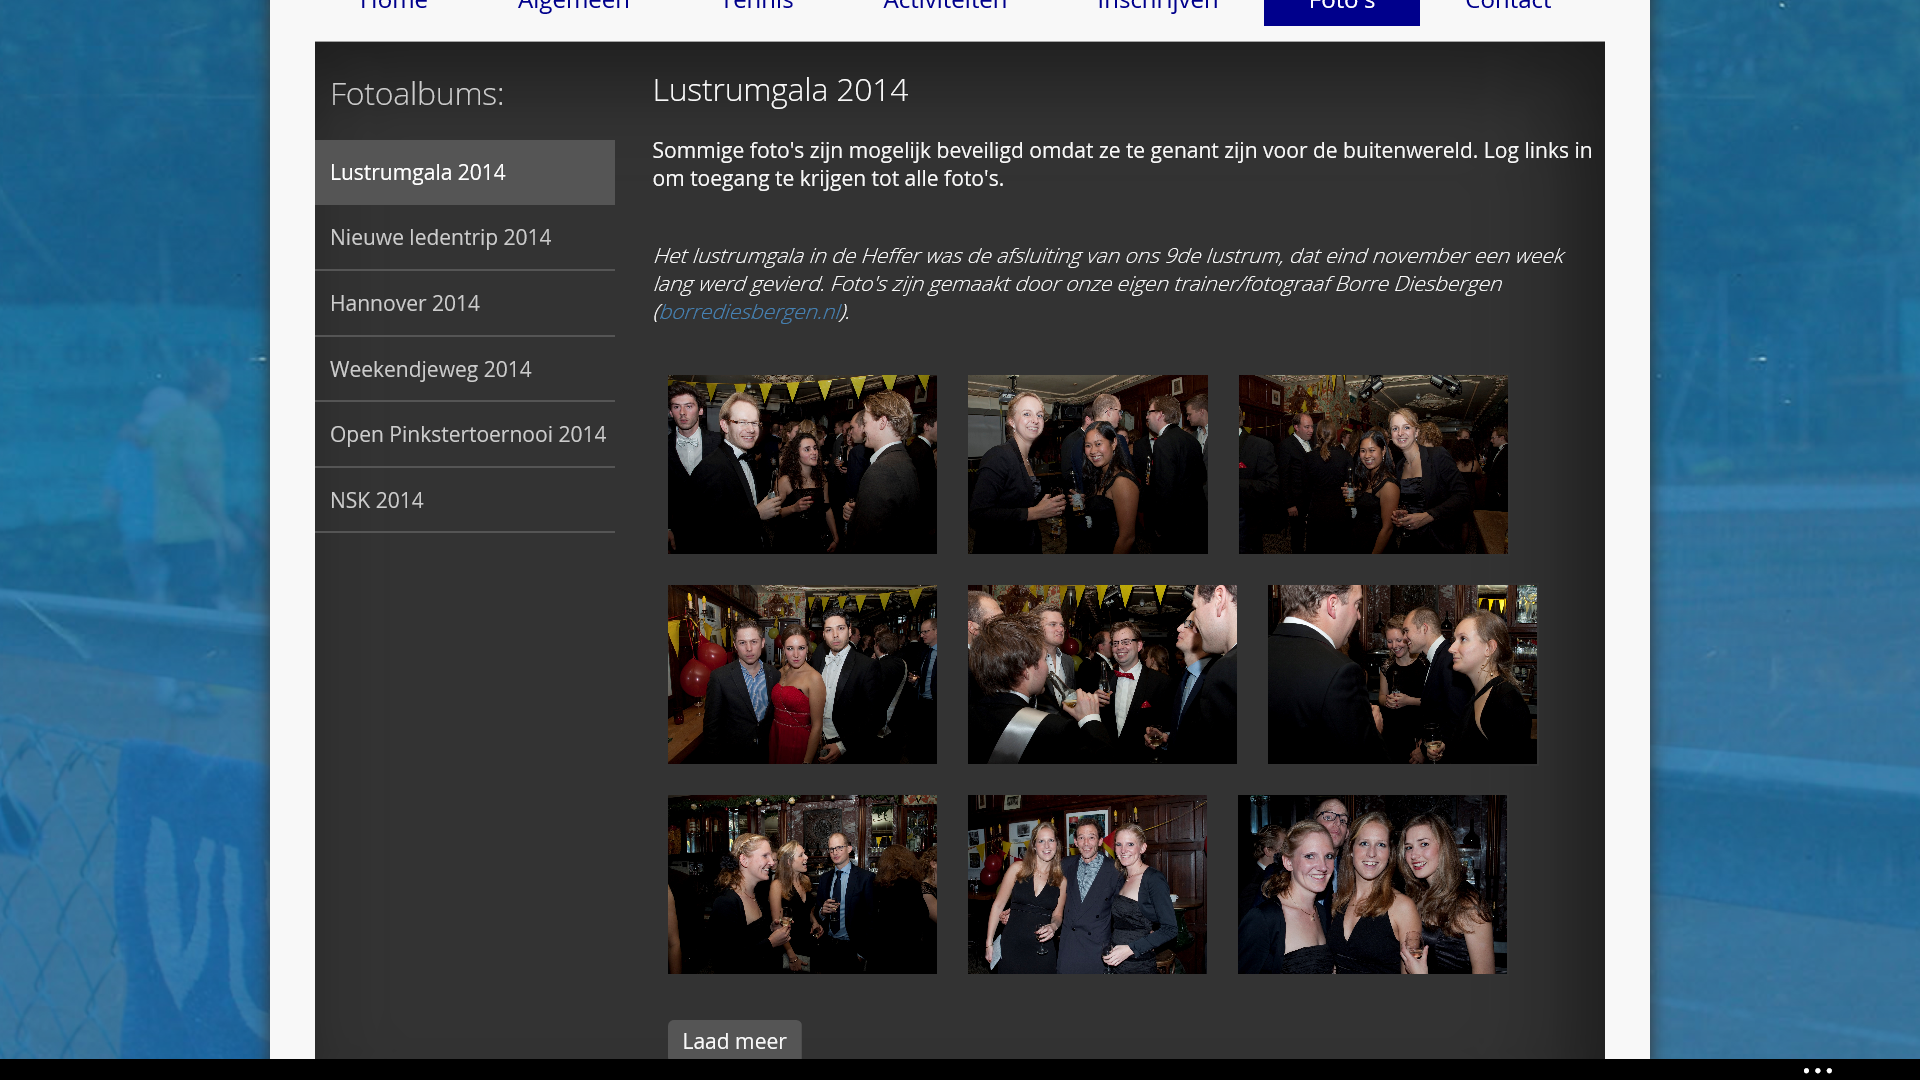 Home Algemeen Tennis Activiteiten Inschrijven Foto's Contact
Fotoalbums:
Lustrumgala 2014
Nieuwe ledentrip 2014
Hannover 2014
Weekendjeweg 2014
Open Pinkstertoernooi 2014
NSK 2014
Lustrumgala 2014
Sommige foto's zijn mogelijk beveiligd omdat ze te genant zijn voor de buitenwereld. Log links in
om toegang te krijgen tot alle foto's.
Het lustrumgala in de Heffer was de afsluiting van ons 9de lustrum, dat eind november een week
lang werd gevierd. Foto's zijn gemaakt door onze eigen trainer/fotograaf Borre Diesbergen
(borrediesbergen.nl).
Laad meer